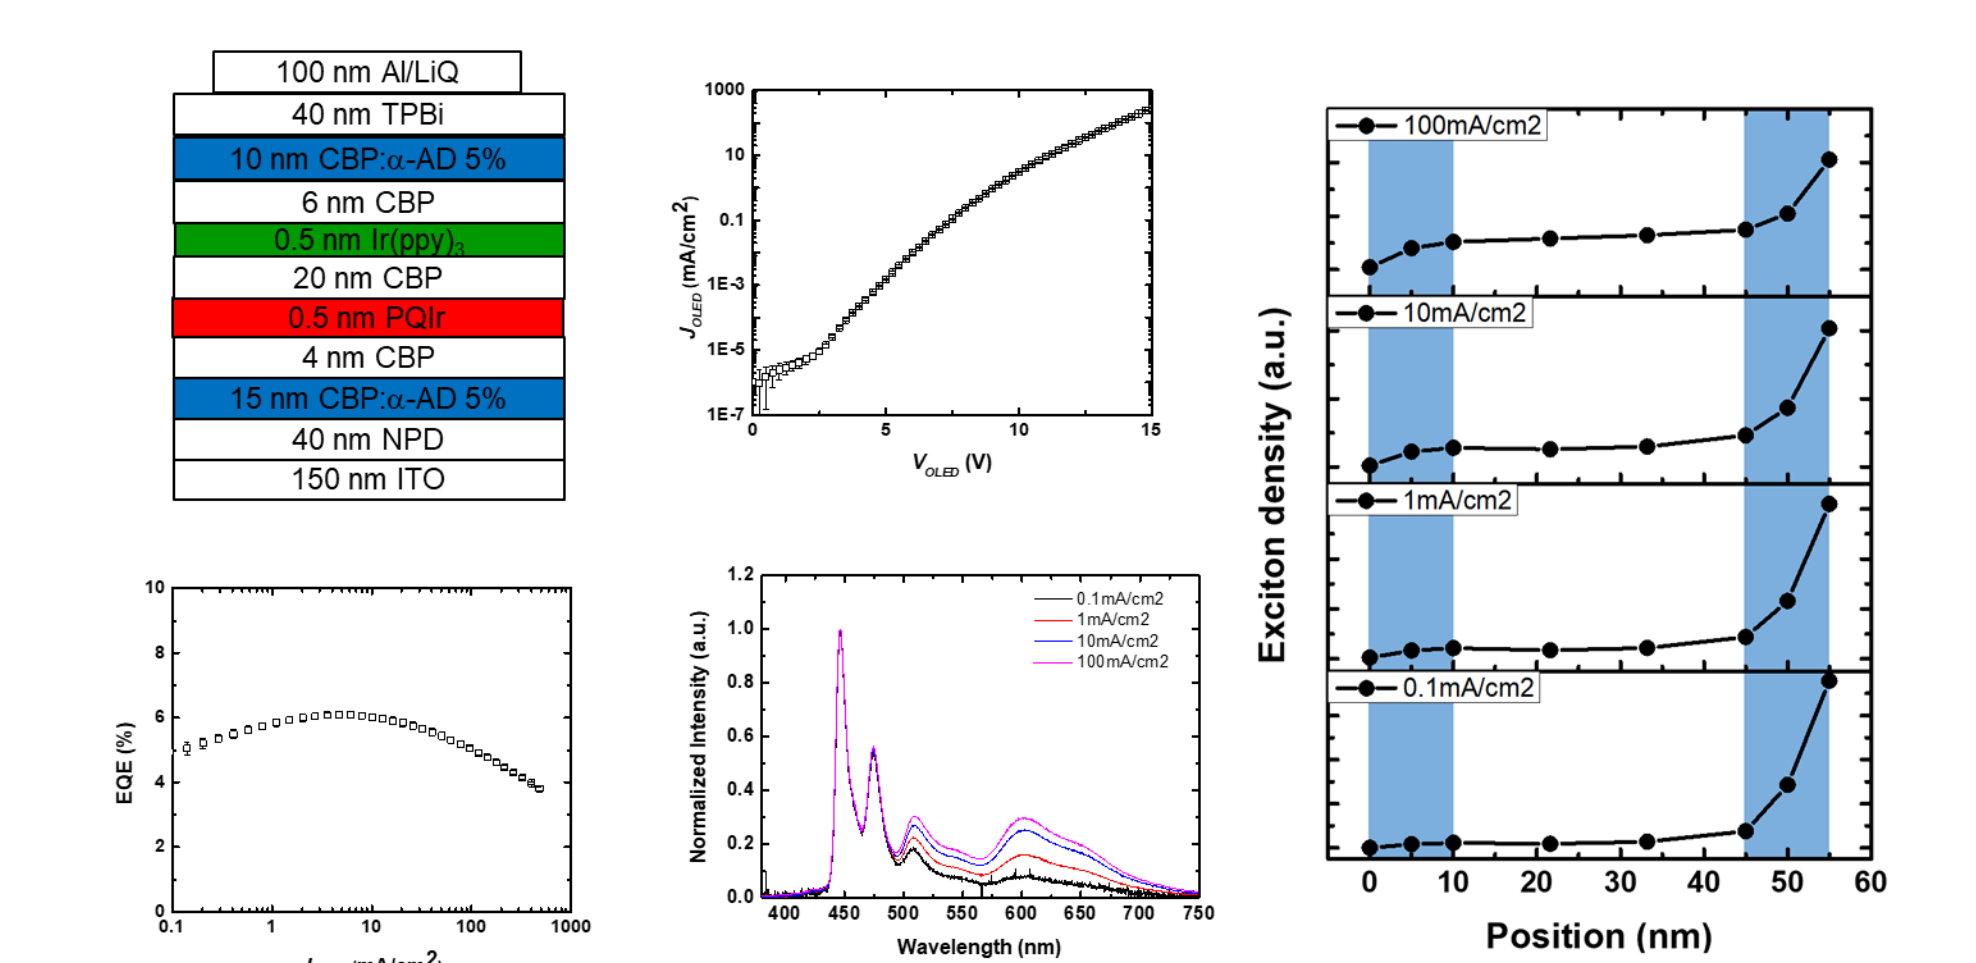 100 nm Al/LiQ
40 nm TPBi
10 nm CBP:α-AD 5%
6 nm CBP
0.5 nm Ir(ppy)3
20 nm CBP
0.5 nm PQIr
4 nm CBP
15 nm CBP:α-AD 5%
40 nm NPD
150 nm ITO
1000
10
0.1
1E-3
1E-5
1E-7
0 5 10 15
JOLED (mA/cm2)
VOLED (V)
10
8
6
4
2
0
0.1 1 10 100 1000
EQE (%)
(mA/cm2)
1.2
1.0
0.8
0.6
0.4
0.2
0.0
400 450 500 550 600 650 700 750
Normalized Intensity (a.u.)
Wavelength (nm)
0.1mA/cm2
1mA/cm2
10mA/cm2
100mA/cm2
100mA/cm2
10mA/cm2
1mA/cm2
0.1mA/cm2
Exciton density (a.u.)
0 10 20 30 40 50 60
Position (nm)